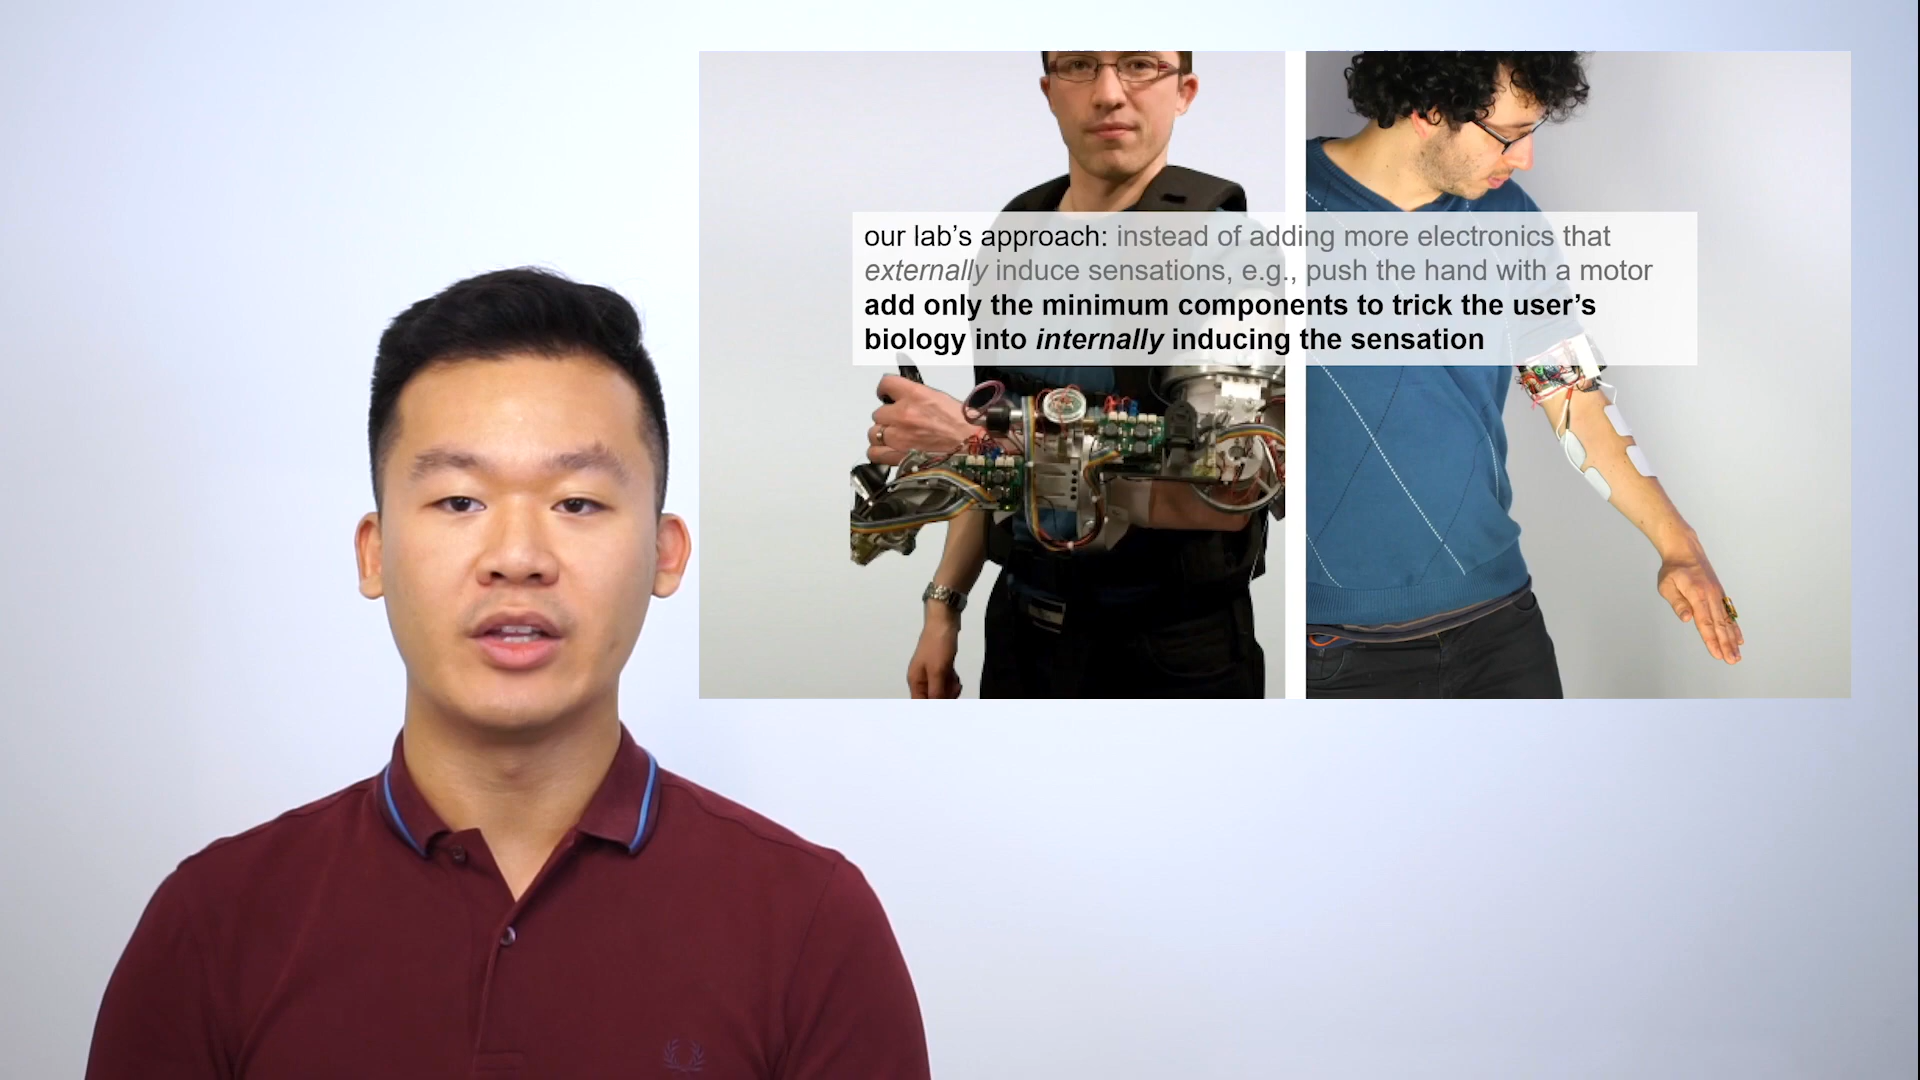 our lab’s approach: instead of adding more electronics that
externally induce sensations, e.g., push the hand with a motor
add only the minimum components to trick the user’s
biology into internally inducing the sensation